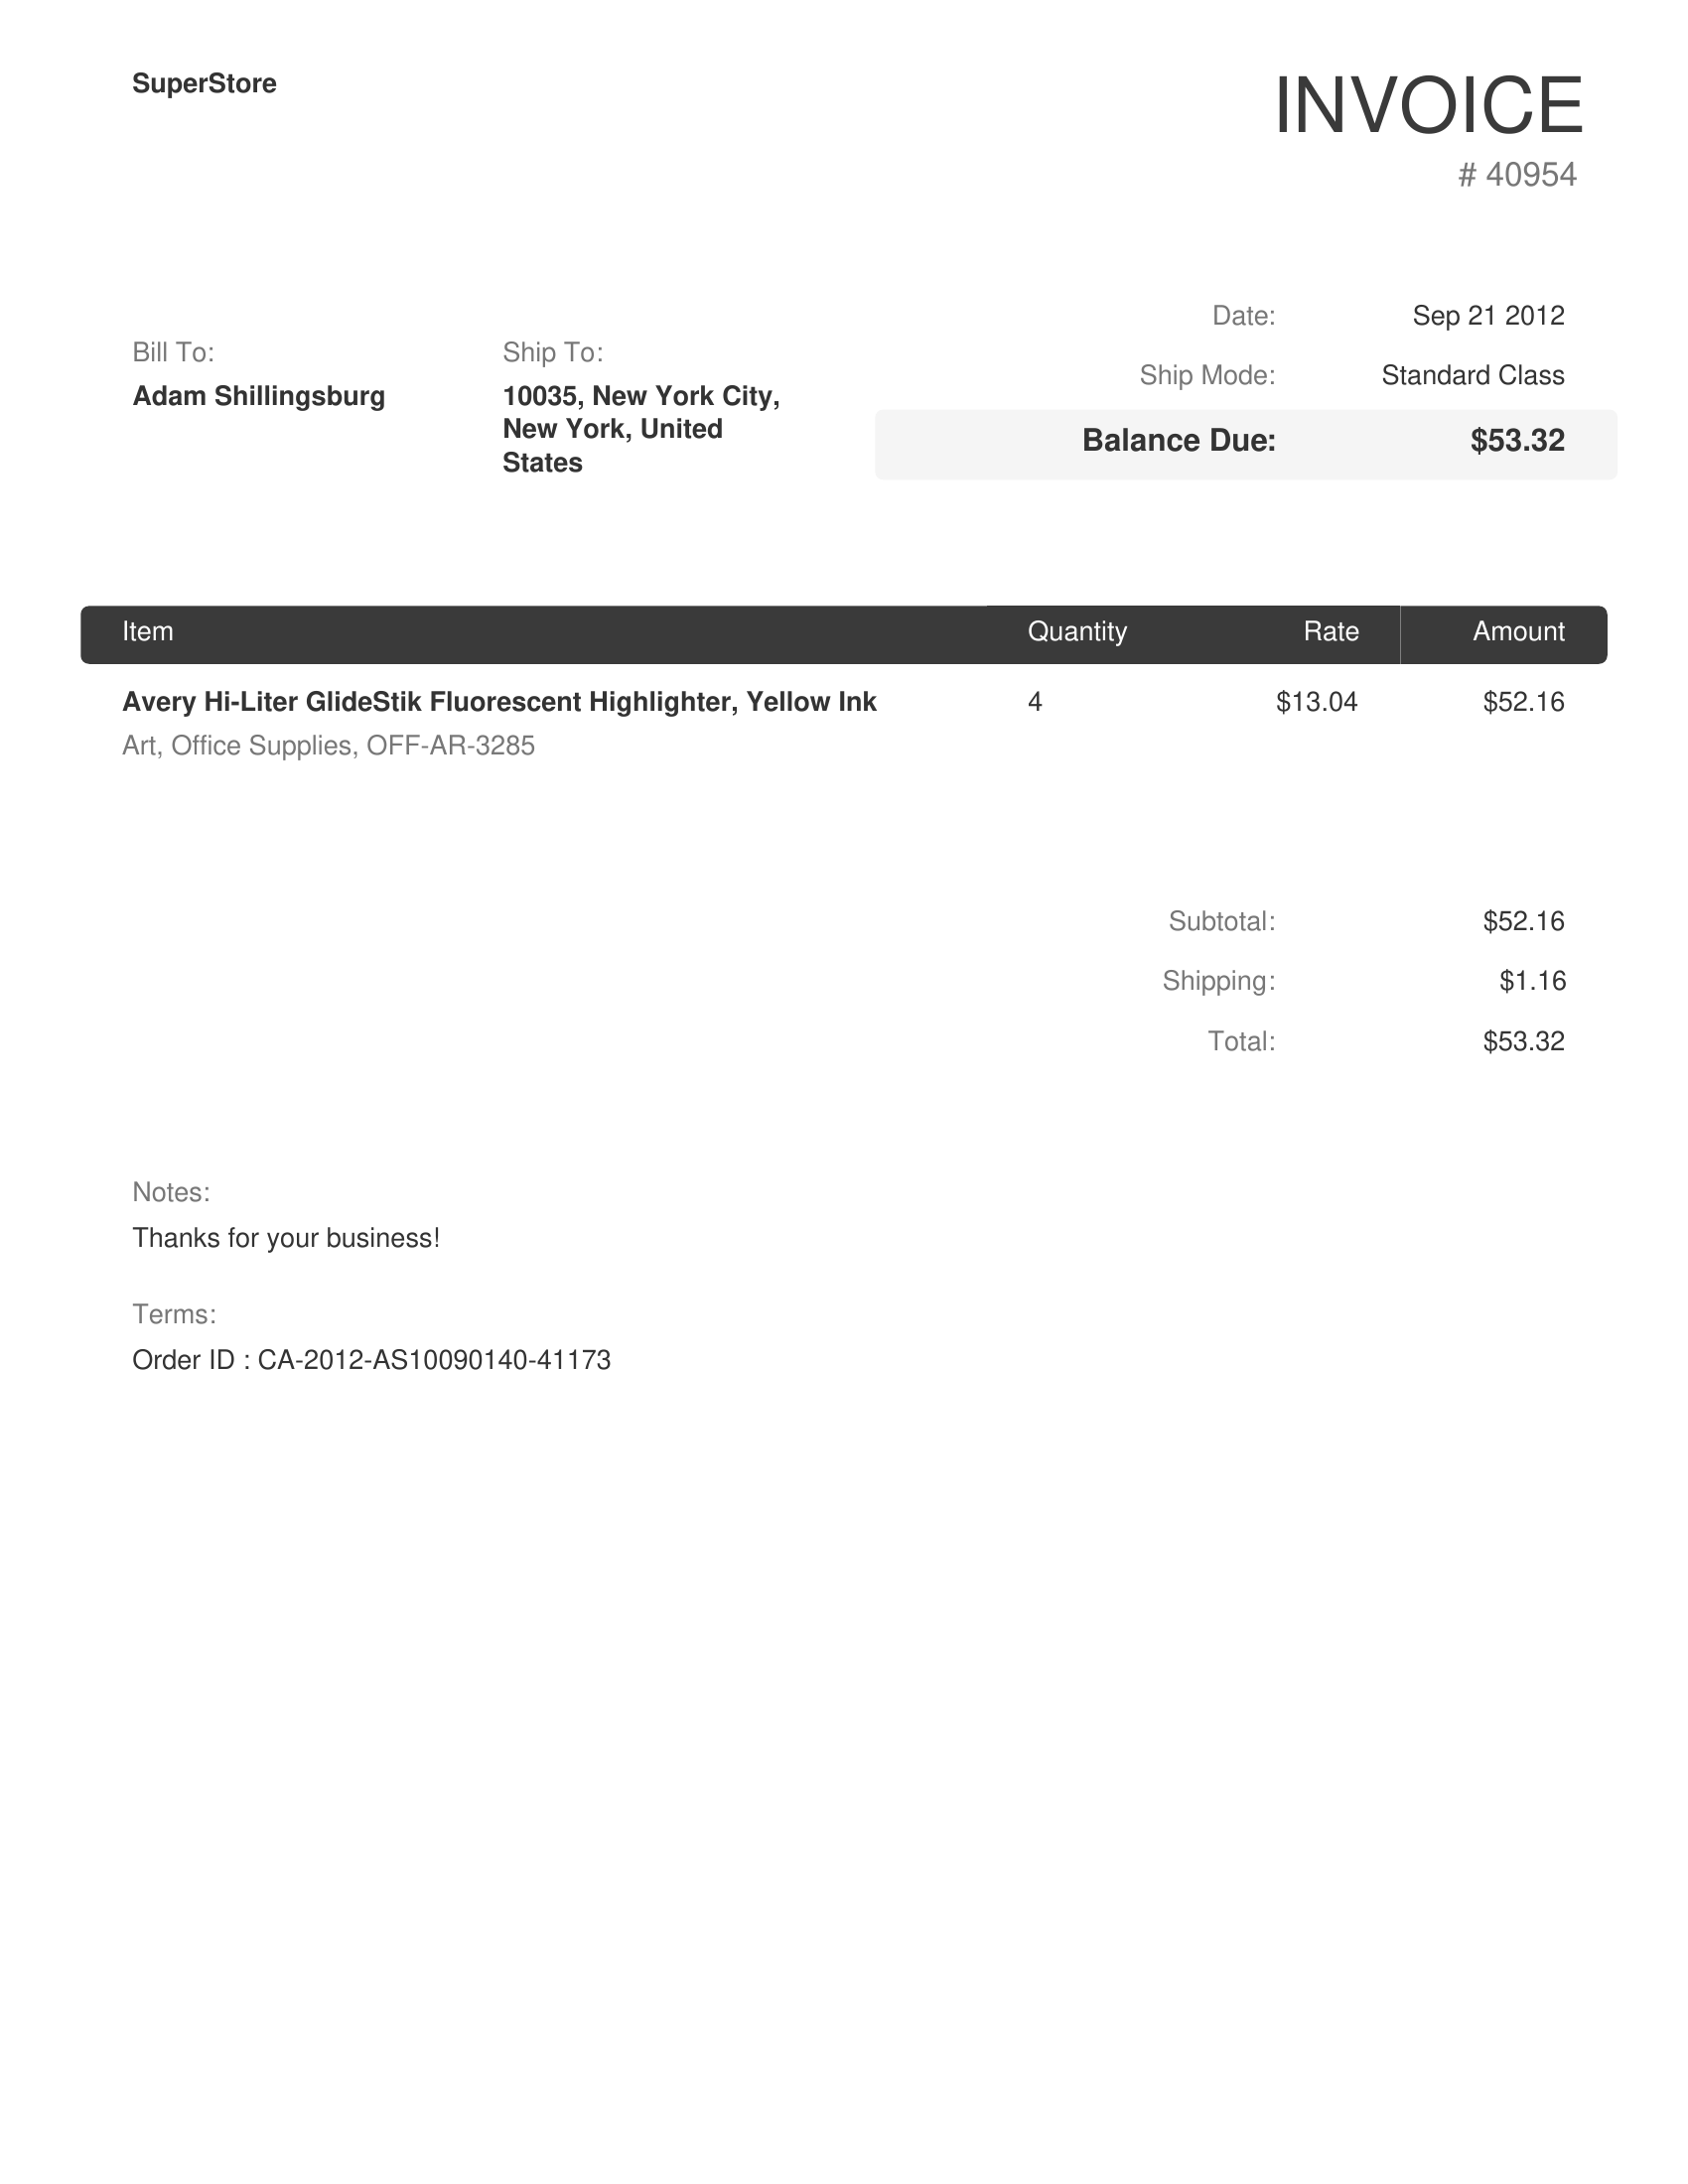 SuperStore
INVOICE
# 40954
Date: Sep 21 2012
Ship Mode: Standard Class
Balance Due: $53.32
Bill To:
Adam Shillingsburg
Ship To:
10035, New York City,
New York, United
States
Item Quantity Rate Amount
Avery Hi-Liter GlideStik Fluorescent Highlighter, Yellow Ink 4 $13.04 $52.16
Art, Office Supplies, OFF-AR-3285
Subtotal: $52.16
Shipping: $1.16
Total: $53.32
Notes:
Thanks for your business!
Terms:
Order ID : CA-2012-AS10090140-41173